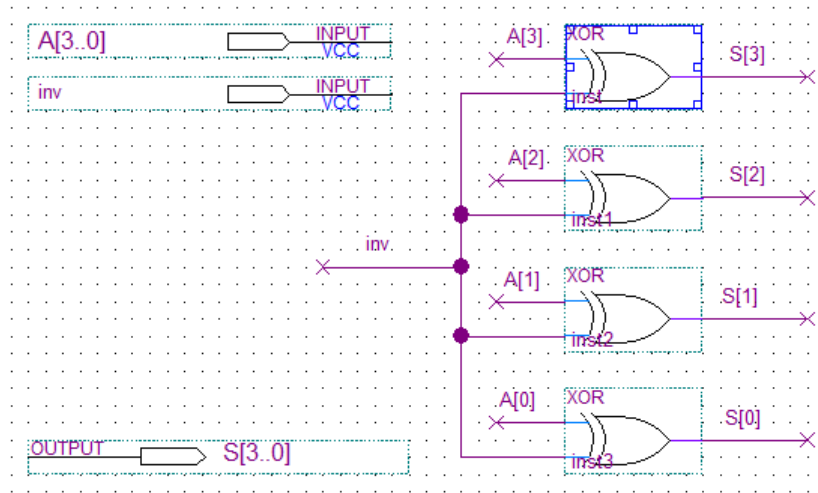 A[3..0]
INPUT
VCC
inv
INPUT
VCC
A[3]
XOR
inst
S[3]
A[2]
XOR
inst1
S[2]
inv
A[1]
XOR
inst2
S[1]
A[0]
XOR
inst3
S[0]
OUTPUT
S[3..0]